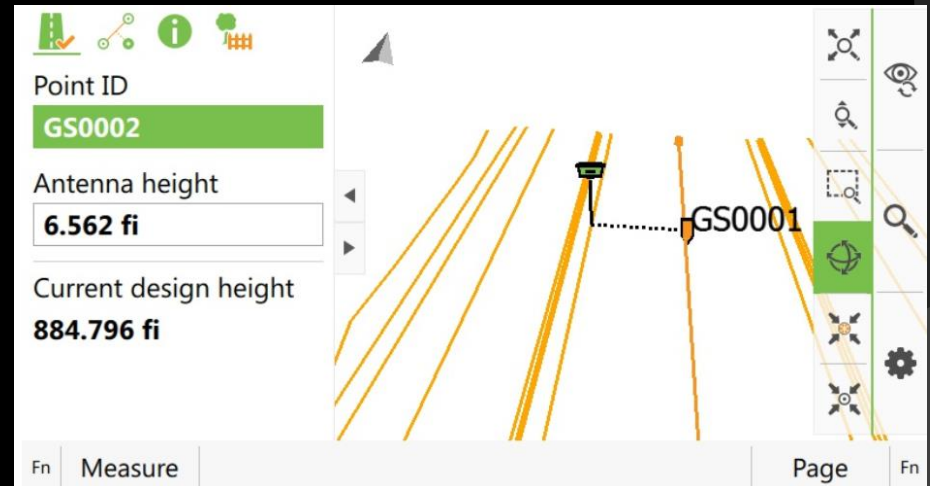 Point ID
GS0002
Antenna height
6.562 fi
Current design height
884.796 fi
GS0001
Fn Measure Page Fn